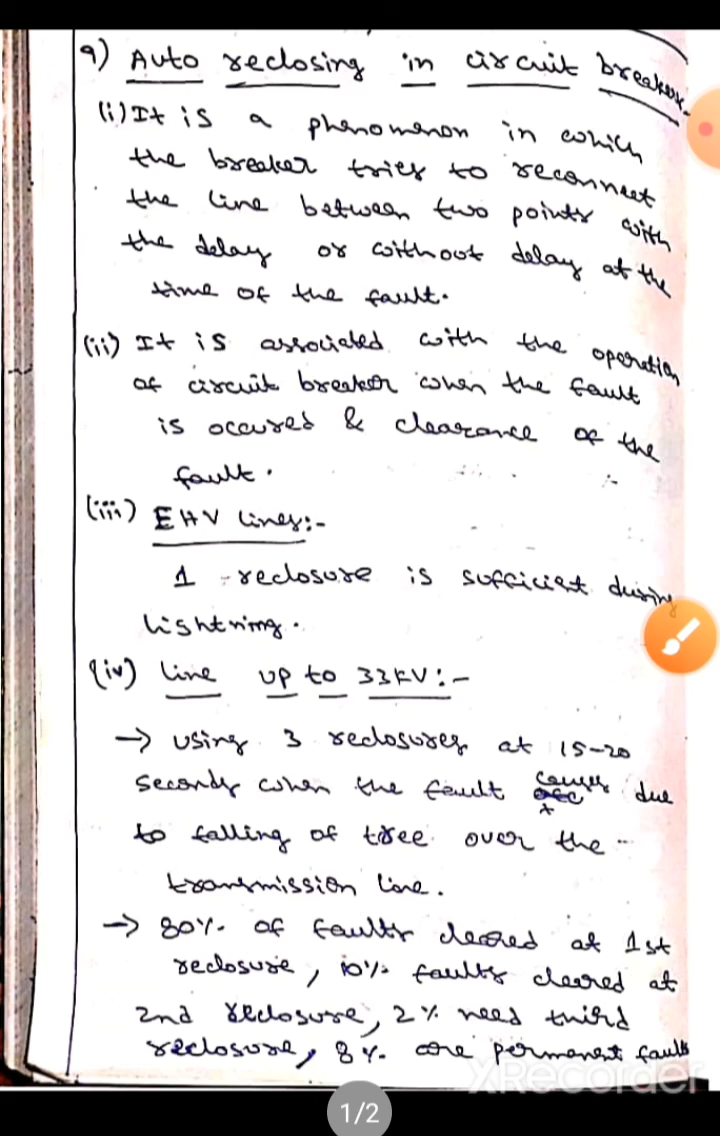 9) Auto reclosing in circuit breaker.
(i) It is a phenomenon in which
the breaker tries to reconnect
the line between two points with
the delay or without delay at the
time of the fault.
(ii) It is associated with the operation
of circuit breaker when the fault
is occured & clearance of the
fault.
(iii) EHV lines:-
1 reclosure is sufficient during
lightning.
(iv) line up to 33KV:-
→ using 3 reclosures at 15-20
seconds when the fault causes due
to falling of tree over the
transmission line.
→ 80% of faults cleared at 1st
reclosure, 10% faults cleared at
2nd reclosure, 2% need third
reclosure, 8% are permanent faults
XRecorder
1/2